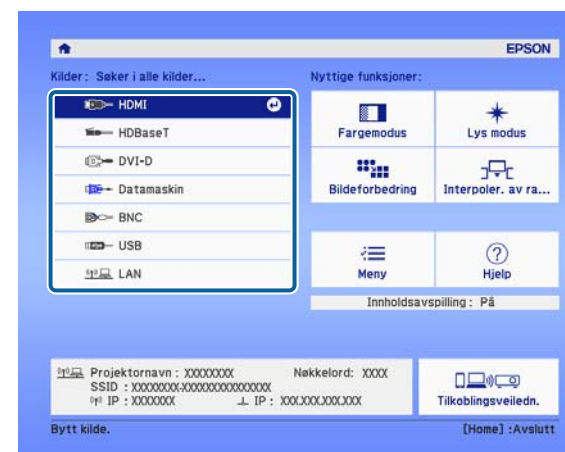 EPSON
Kilder: Søker i alle kilder...
Nyttige funksjoner:
HDMI
HDBaseT
DVI-D
Datamaskin
BNC
USB
LAN
Fargemodus
Lys modus
Bildeforbedring
Interpoler. av ra...
Meny
Hjelp
Innholdsavspilling: På
Projektornavn : XXXXXXXX
Nøkkelord: XXXX
SSID : XXXXXXXX-XXXXXXXXXXXXXXX
IP : XXXXXXX
IP : XXX.XXX.XXX.XXX
Tilkoblingsveiledn.
Bytt kilde.
[Home] :Avslutt